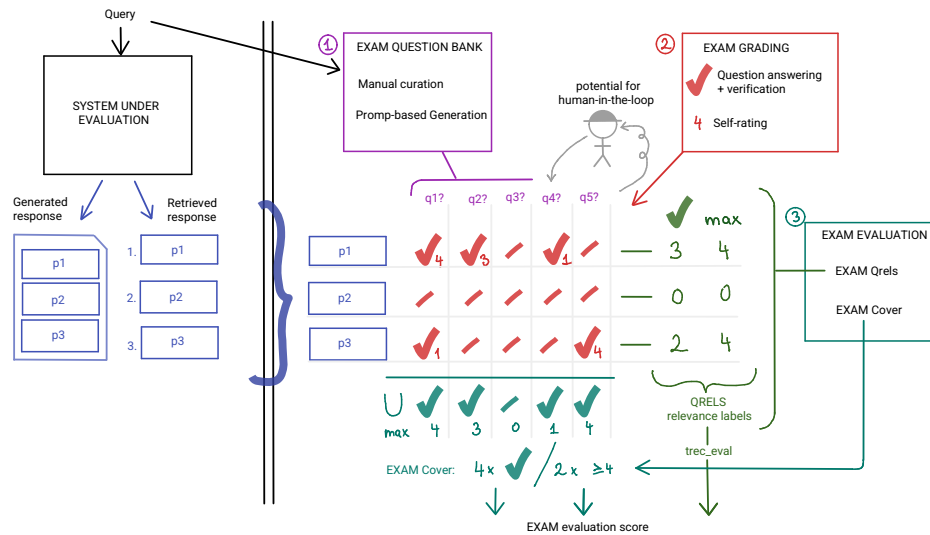 Query
SYSTEM UNDER
EVALUATION
Generated
response
p1
p2
p3
Retrieved
response
1. p1
2. p2
3. p3
1
EXAM QUESTION BANK
Manual curation
Promp-based Generation
potential for
human-in-the-loop
2
EXAM GRADING
Question answering
+ verification
4 Self-rating
q1? q2? q3? q4? q5?
max
p1 4 3 1 3 4
p2 0 0
p3 1 4 2 4
U
max 4 3 0 1 4
EXAM Cover: 4x / 2x ≥4
EXAM evaluation score
QRELS
relevance labels
trec_eval
3
EXAM EVALUATION
EXAM Qrels
EXAM Cover